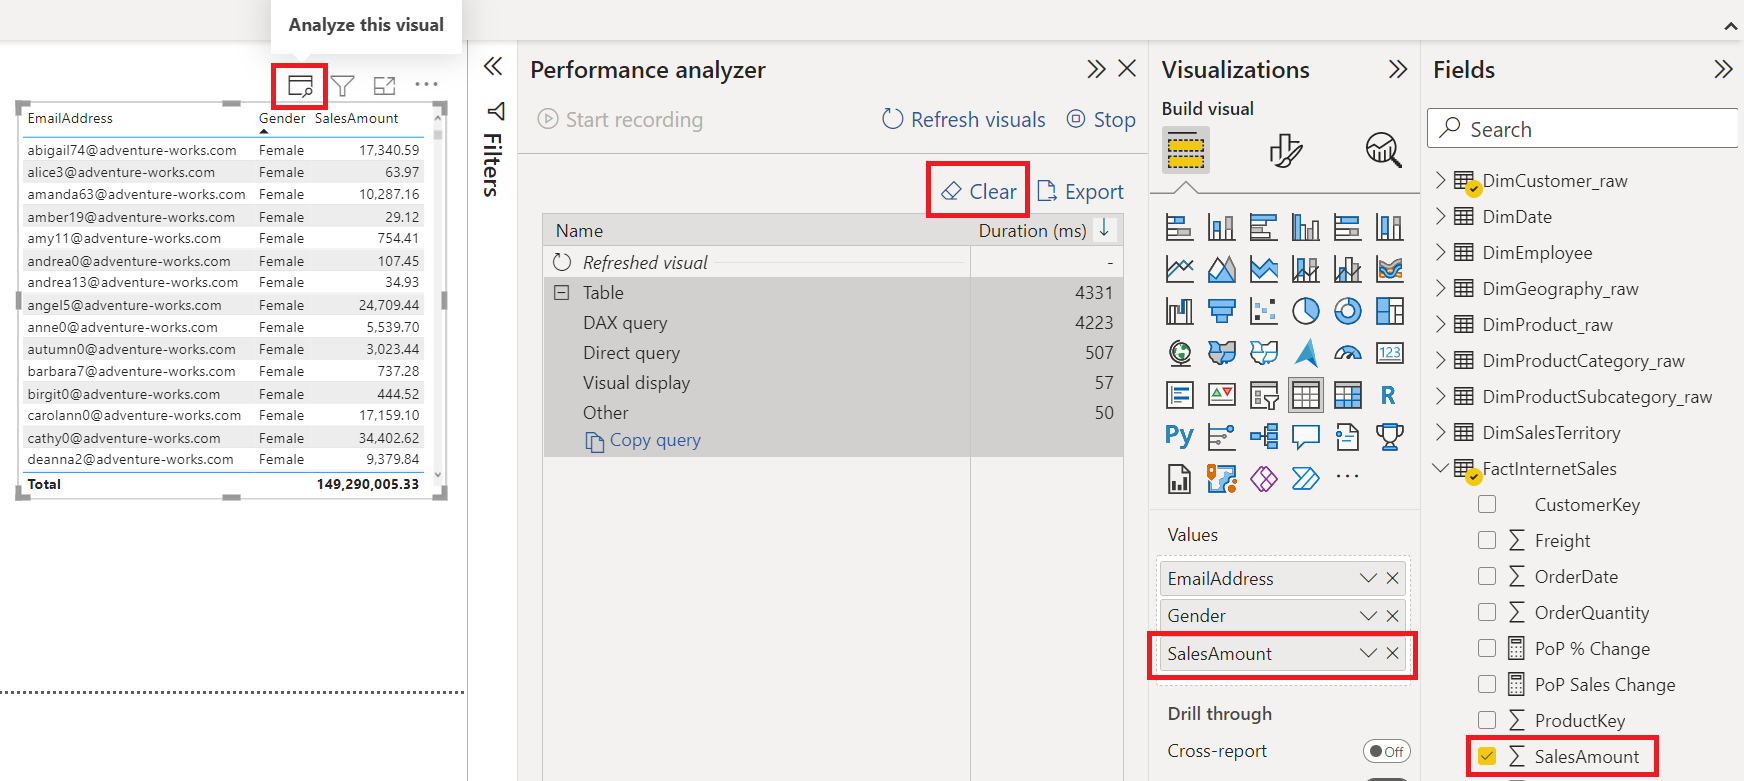 Analyze this visual
EmailAddress Gender SalesAmount
abigail74@adventure-works.com Female 17,340.59
alice3@adventure-works.com Female 63.97
amanda63@adventure-works.com Female 10,287.16
amber19@adventure-works.com Female 29.12
amy11@adventure-works.com Female 754.41
andrea0@adventure-works.com Female 107.45
andrea13@adventure-works.com Female 34.93
angel5@adventure-works.com Female 24,709.44
anne0@adventure-works.com Female 5,539.70
autumn0@adventure-works.com Female 3,023.44
barbara7@adventure-works.com Female 737.28
birgit0@adventure-works.com Female 444.52
carolann0@adventure-works.com Female 17,159.10
cathy0@adventure-works.com Female 34,402.62
deanna2@adventure-works.com Female 9,379.84
Total 149,290,005.33
Filters
Performance analyzer
Start recording Refresh visuals Stop
Clear Export
Name Duration (ms)
Refreshed visual -
Table 4331
DAX query 4223
Direct query 507
Visual display 57
Other 50
Copy query
Visualizations
Build visual
123
R
Py
Values
EmailAddress
Gender
SalesAmount
Drill through
Cross-report Off
Fields
Search
DimCustomer_raw
DimDate
DimEmployee
DimGeography_raw
DimProduct_raw
DimProductCategory_raw
DimProductSubcategory_raw
DimSalesTerritory
FactInternetSales
CustomerKey
Freight
OrderDate
OrderQuantity
PoP % Change
PoP Sales Change
ProductKey
SalesAmount